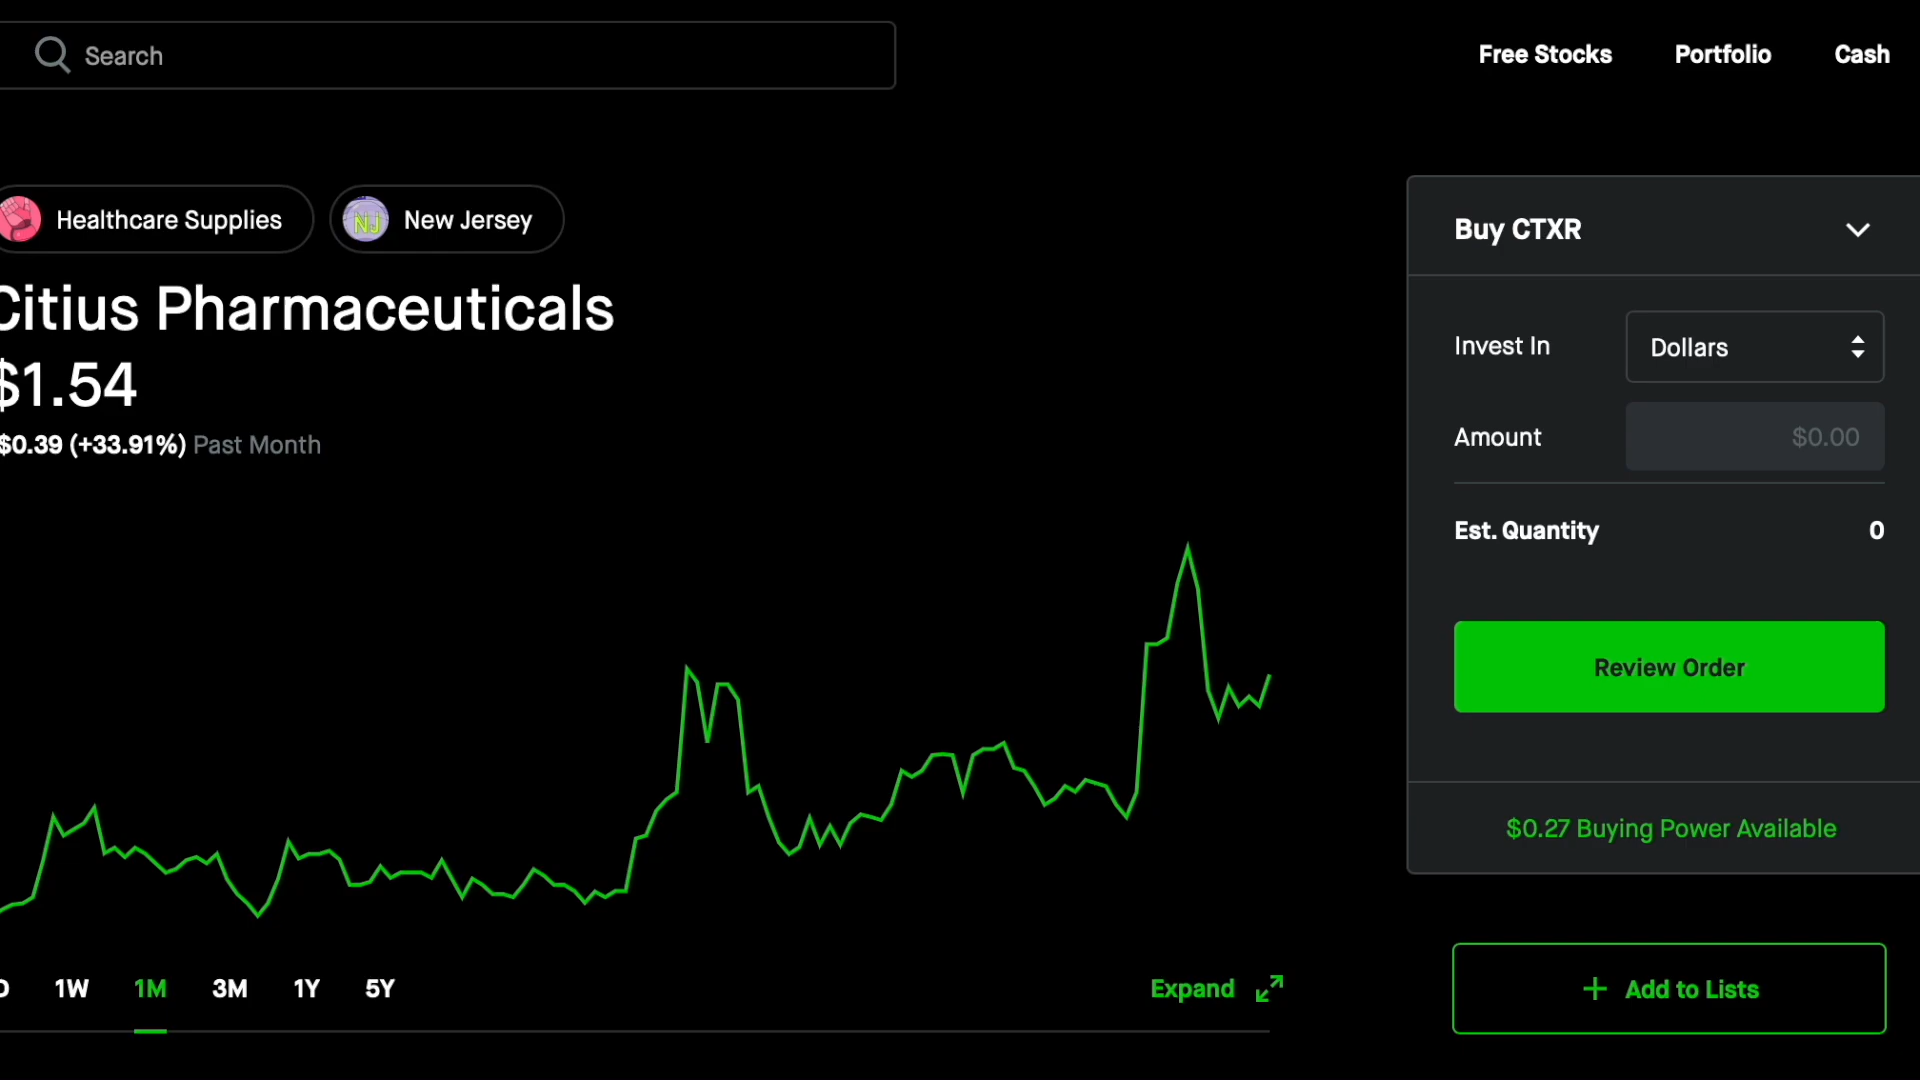 Search
Free Stocks
Portfolio
Cash
Healthcare Supplies
NJ
New Jersey
Citius Pharmaceuticals
$1.54
$0.39 (+33.91%) Past Month
1W
1M
3M
1Y
5Y
Expand
Buy CTXR
Invest In
Dollars
Amount
$0.00
Est. Quantity
0
Review Order
$0.27 Buying Power Available
+ Add to Lists